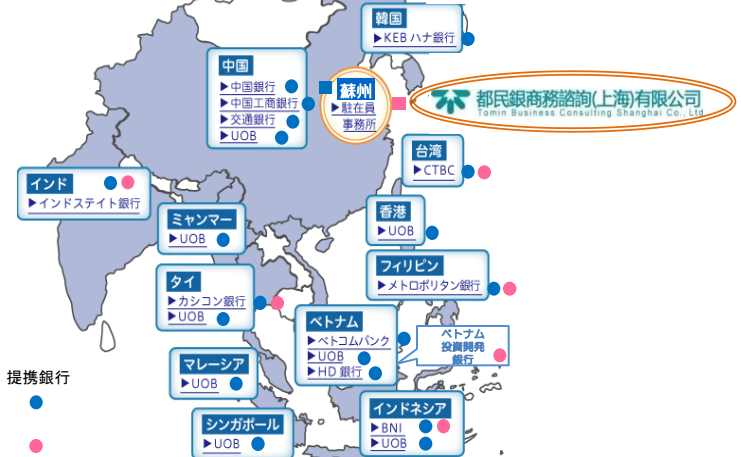 韓国
▶KEB ハナ銀行
中国
▶中国銀行
▶中国工商銀行
▶交通銀行
▶UOB
蘇州
▶駐在員
事務所
都民銀商務諮詢(上海)有限公司
Tomin Business Consulting Shanghai Co., Ltd
台湾
▶CTBC
インド
▶インドステイト銀行
ミャンマー
▶UOB
香港
▶UOB
フィリピン
▶メトロポリタン銀行
タイ
▶カシコン銀行
▶UOB
ベトナム
▶ベトコムバンク
▶UOB
▶HD 銀行
ベトナム
投資開発
銀行
マレーシア
▶UOB
提携銀行
シンガポール
▶UOB
インドネシア
▶BNI
▶UOB